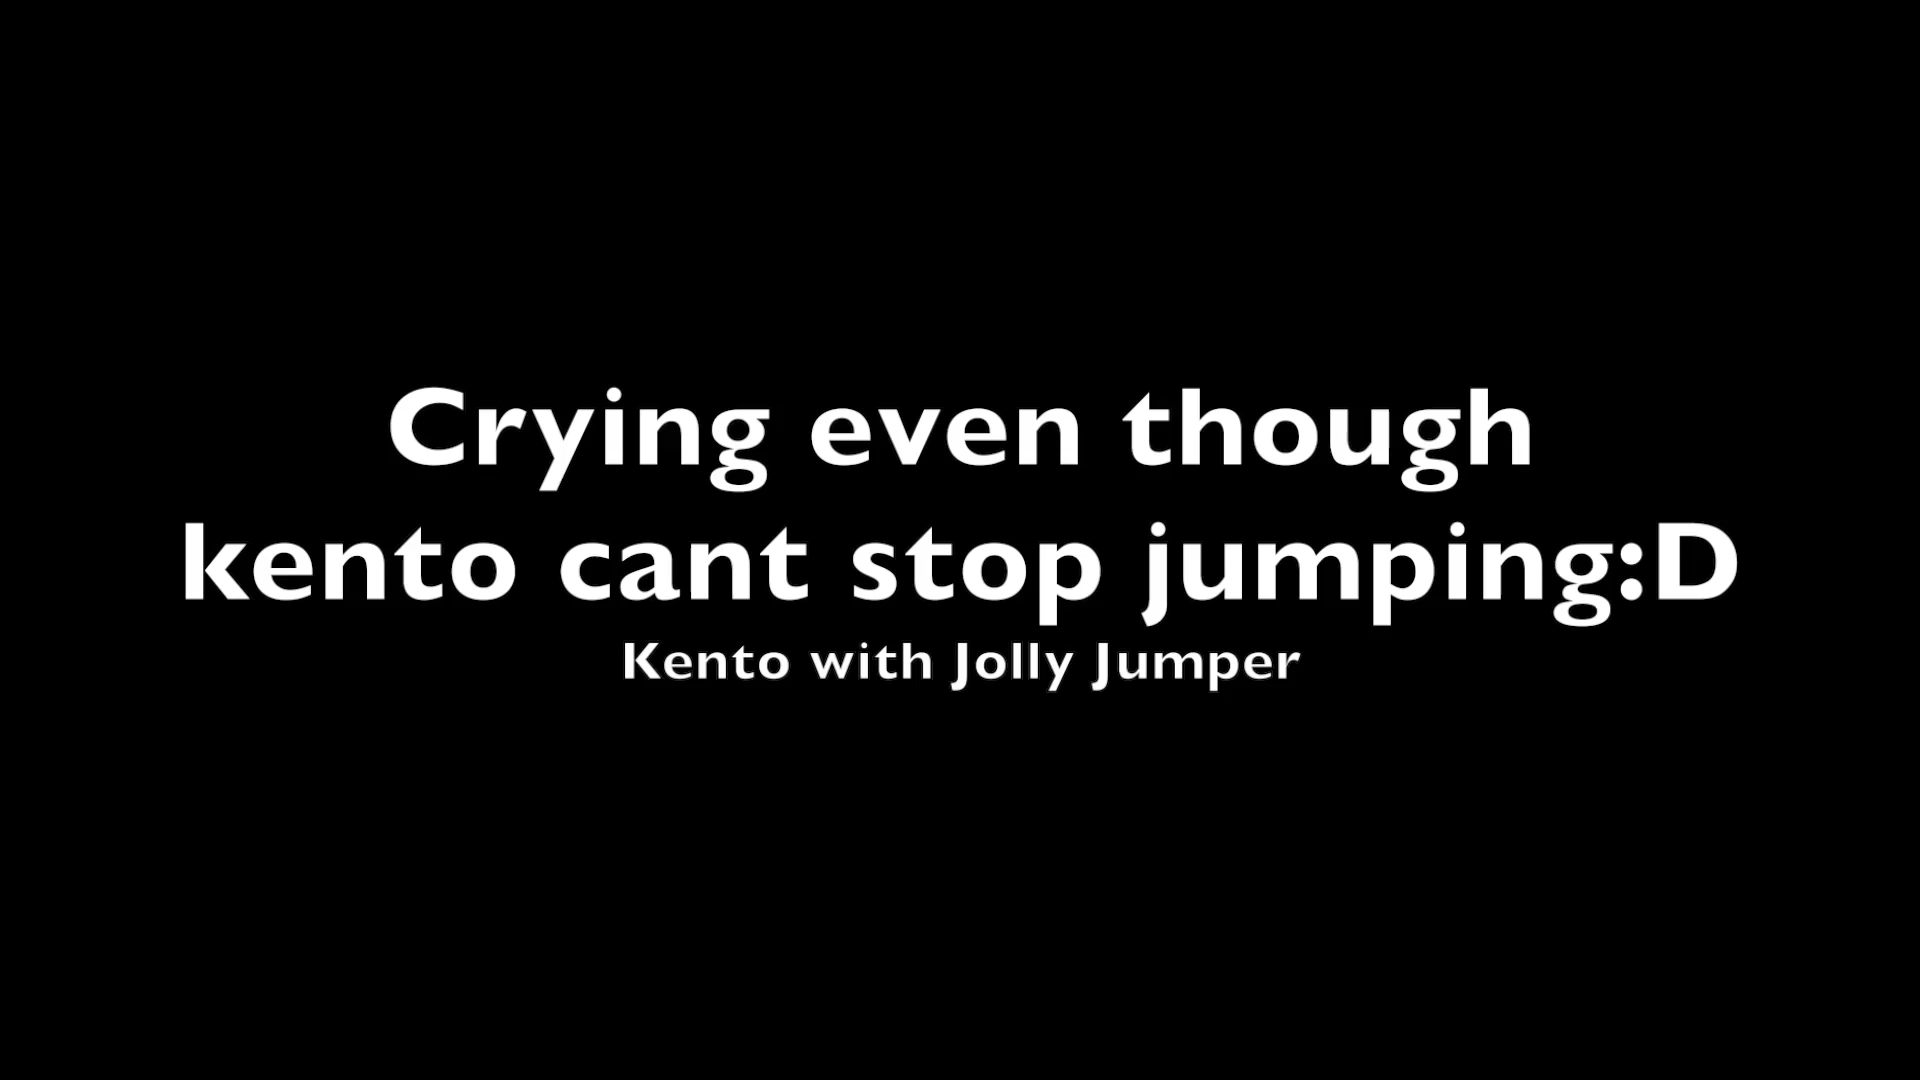 Crying even though
kento cant stop jumping:D
Kento with Jolly Jumper